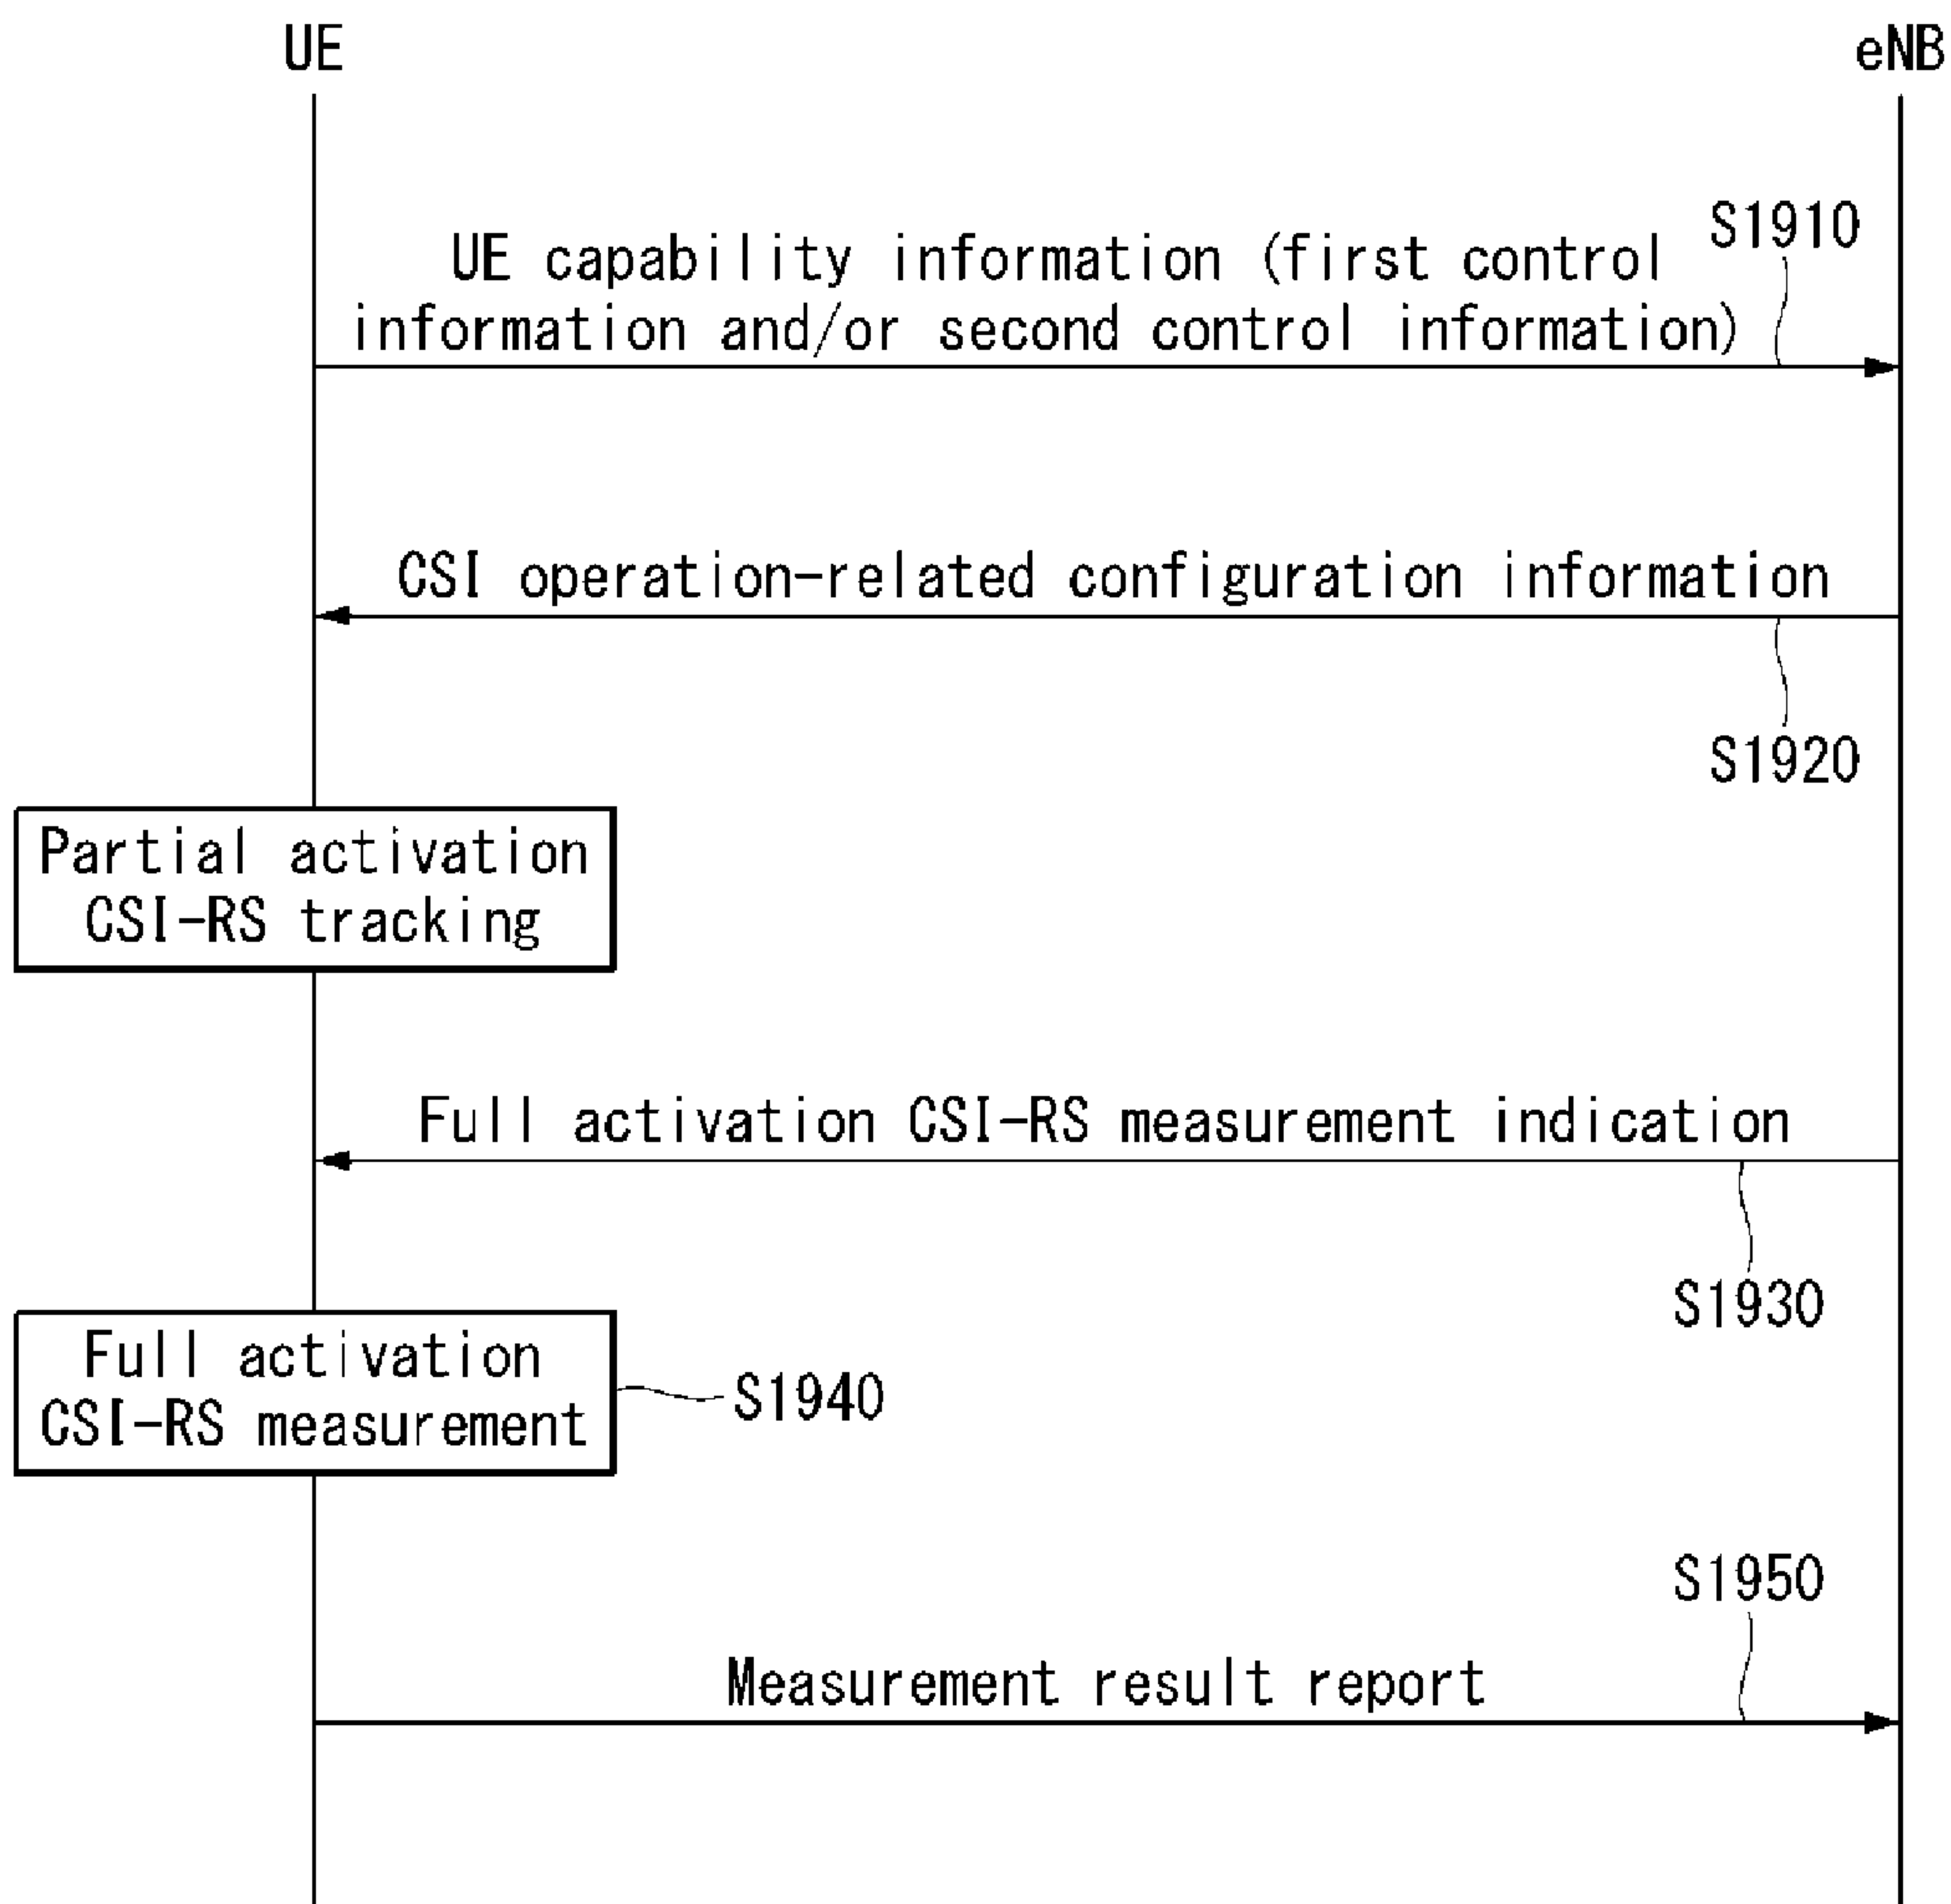 UE
eNB
S1910
UE capability information (first control
information and/or second control information)
CSI operation-related configuration information
S1920
Partial activation
CSI-RS tracking
Full activation CSI-RS measurement indication
S1930
Full activation
CSI-RS measurement
S1940
S1950
Measurement result report